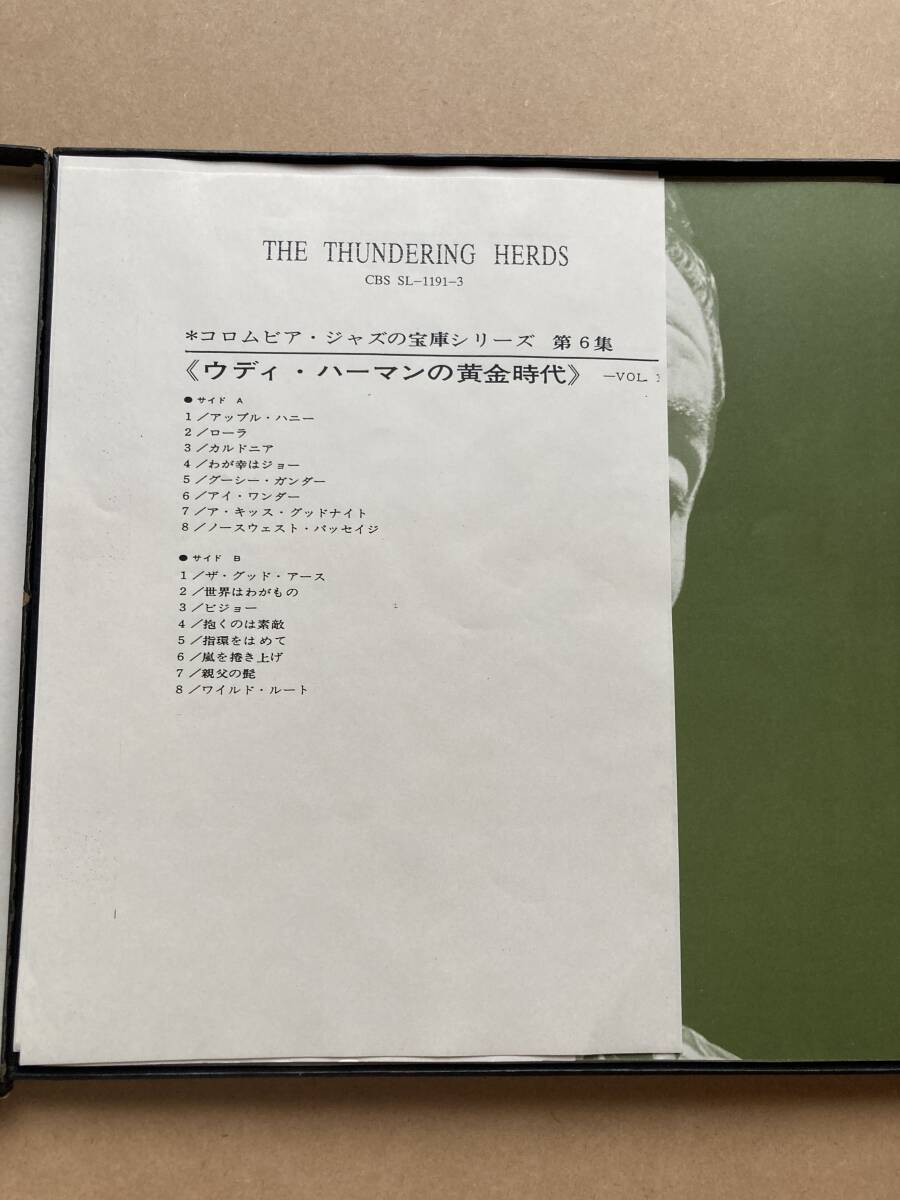 THE THUNDERING HERDS
CBS SL-1191-3
*コロムビア・ジャズの宝庫シリーズ 第6集
《ウディ・ハーマンの黄金時代》 —VOL.
● サイド A
1/アップル・ハニー
2/ローラ
3/カルドニア
4/わが幸はジョー
5/グーシー・ガンダー
6/アイ・ワンダー
7/ア・キッス・グッドナイト
8/ノースウェスト・パッセイジ
● サイド B
1/ザ・グッド・アース
2/世界はわがもの
3/ビジョー
4/抱くのは素敵
5/指環をはめて
6/嵐を捲き上げ
7/親父の髭
8/ワイルド・ルート